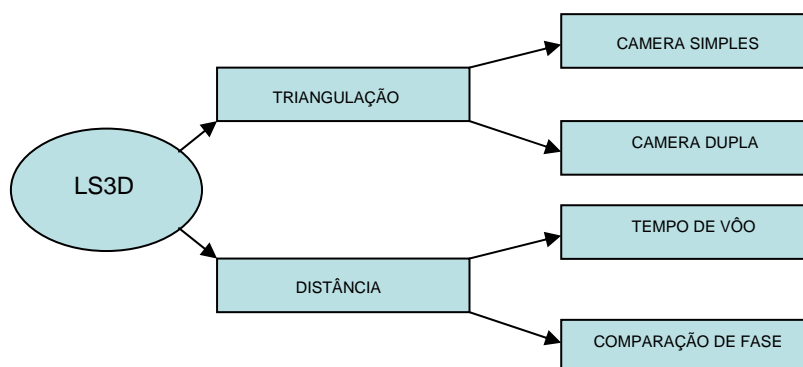 CAMERA SIMPLES
TRIANGULAÇÃO
CAMERA DUPLA
LS3D
TEMPO DE VÔO
DISTÂNCIA
COMPARAÇÃO DE FASE